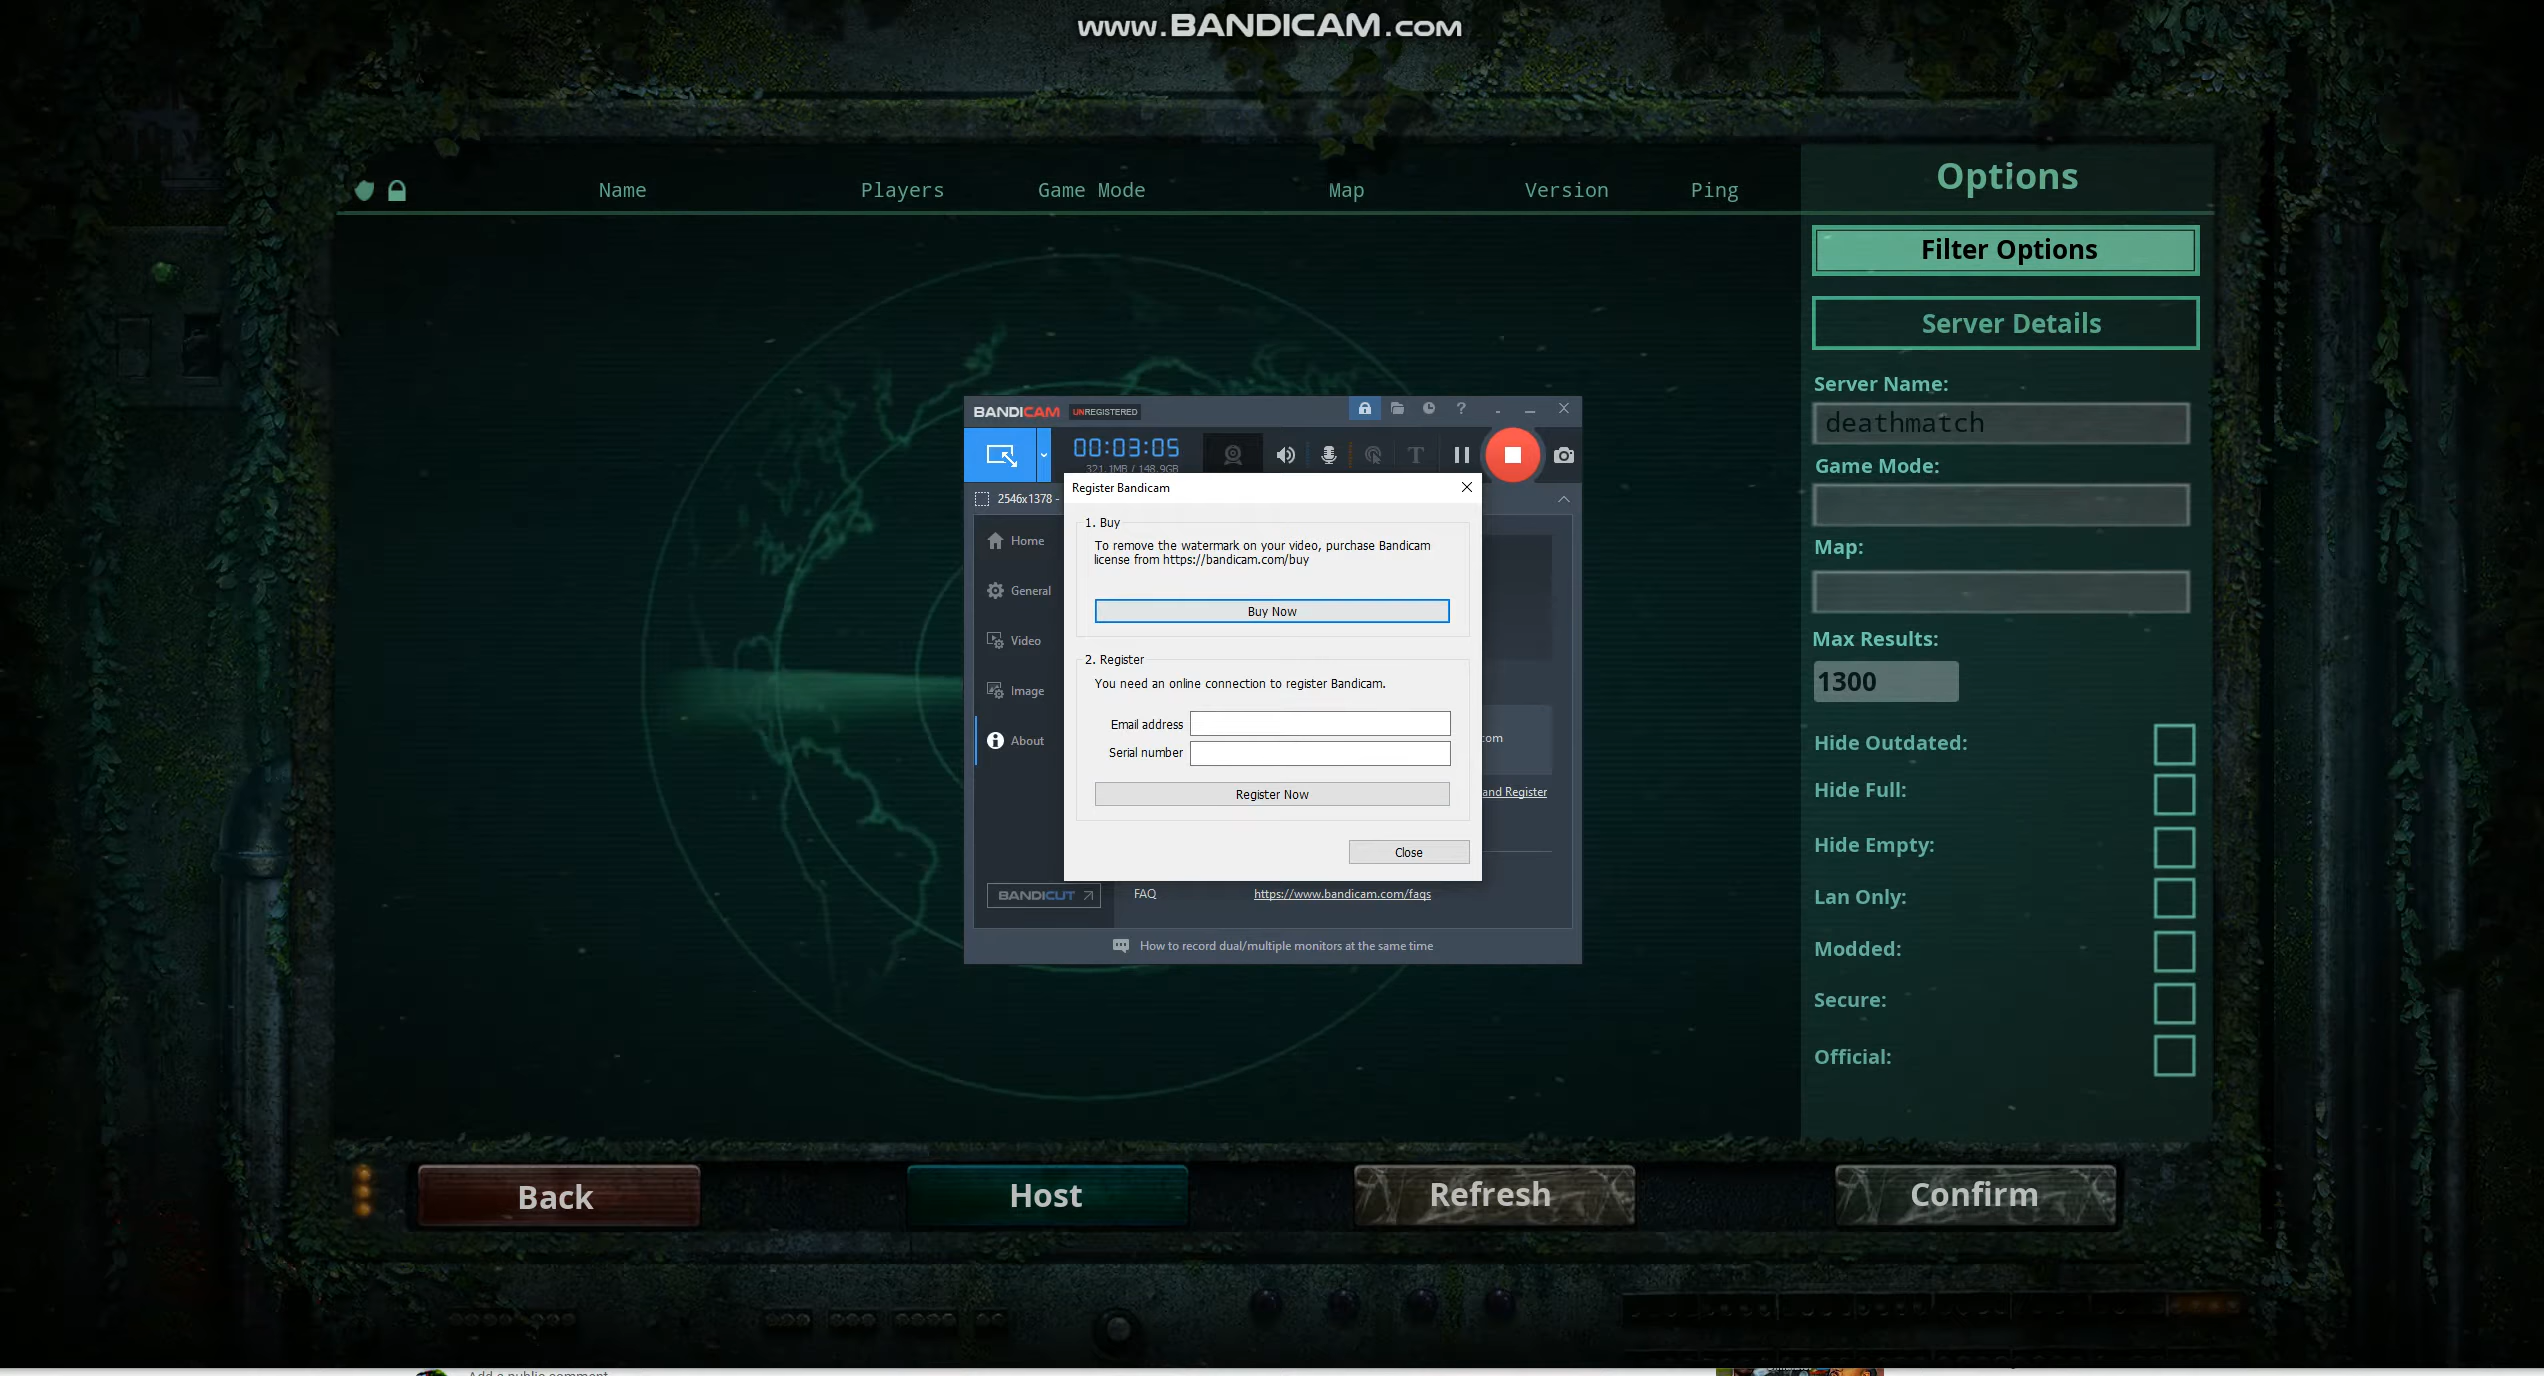 www.BANDICAM.com
Options
Name Players Game Mode Map Version Ping
Filter Options
Server Details
Server Name:
deathmatch
Game Mode:
Map:
Max Results:
1300
Hide Outdated:
Hide Full:
Hide Empty:
Lan Only:
Modded:
Secure:
Official:
BANDICAM UNREGISTERED
00:03:05
321.1MB / 148.9GB
2546x1378 -
Home
General
Video
Image
About
BANDICUT
Register Bandicam
1. Buy
To remove the watermark on your video, purchase Bandicam
license from https://bandicam.com/buy
Buy Now
2. Register
You need an online connection to register Bandicam.
Email address
Serial number
Register Now
Close
com
and Register
FAQ https://www.bandicam.com/faqs
How to record dual/multiple monitors at the same time
Back Host Refresh Confirm